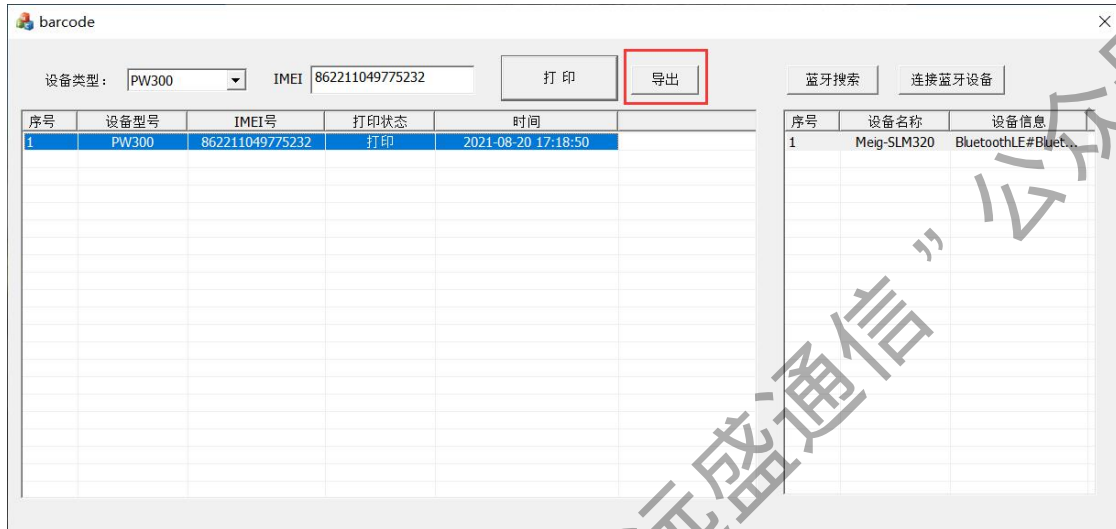 barcode
设备类型： PW300 IMEI 862211049775232 打印 导出 蓝牙搜索 连接蓝牙设备
序号 设备型号 IMEI号 打印状态 时间
1 PW300 862211049775232 打印 2021-08-20 17:18:50
序号 设备名称 设备信息
1 Meig-SLM320 BluetoothLE#Bluet...
盛通信”公众